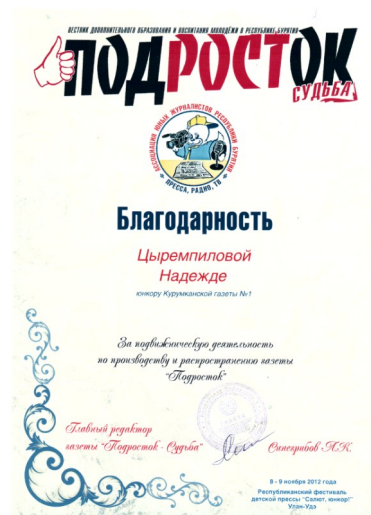 ВЕСТНИК ДОПОЛНИТЕЛЬНОГО ОБРАЗОВАНИЯ И ВОСПИТАНИЯ МОЛОДЁЖИ В РЕСПУБЛИКЕ БУРЯТИЯ
ПОДРОСТОК
СУДЬБА
АССОЦИАЦИЯ ЮНЫХ ЖУРНАЛИСТОВ РЕСПУБЛИКИ БУРЯТИЯ
ПРЕССА, РАДИО, ТВ
Благодарность
Цыремпиловой
Надежде
юнкору Курумканской газеты №1
За подвижническую деятельность
по производству и распространению газеты
"Подросток"
Главный редактор
газеты "Подросток - Судьба"
Синегрибов А.К.
8 - 9 ноября 2012 года
Республиканский фестиваль
детской прессы "Салют, юнкор!"
Улан-Удэ